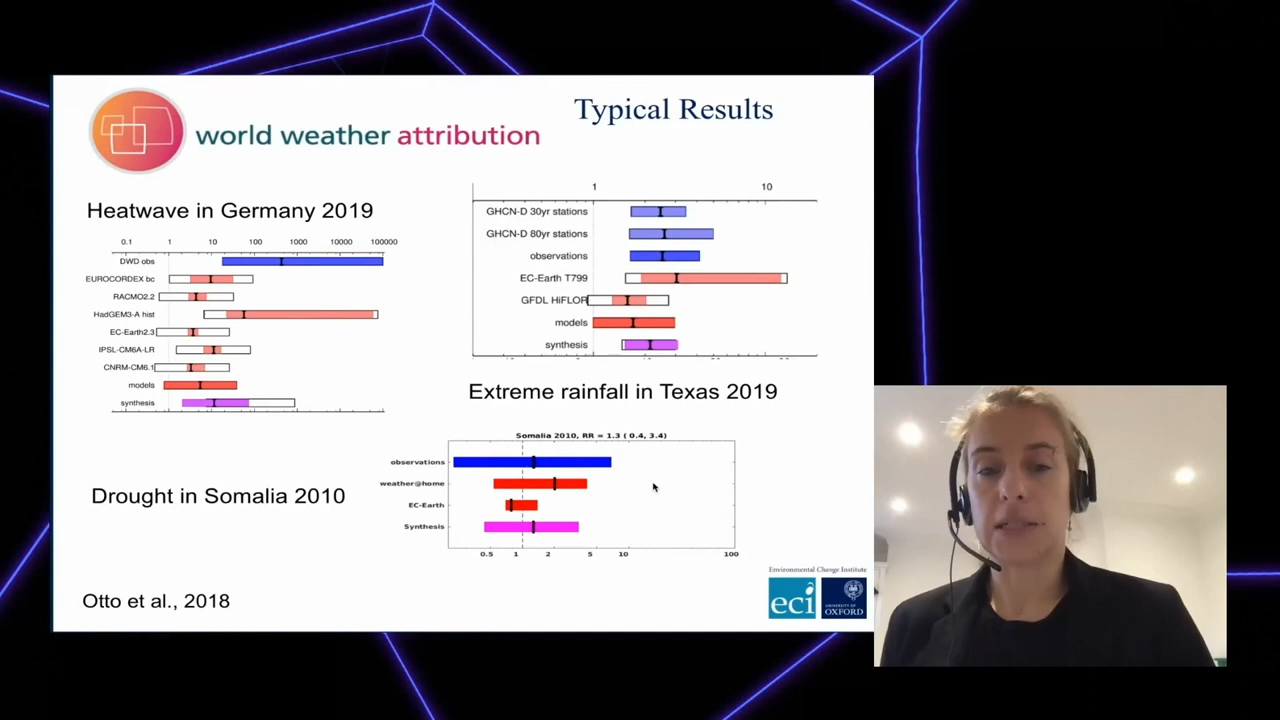 Typical Results
world weather attribution
Heatwave in Germany 2019
0.1 1 10 100 1000 10000 100000
DWD obs
EUROCORDEX bc
RACMO2.2
HadGEM3-A hist
EC-Earth2.3
IPSL-CM6A-LR
CNRM-CM6.1
models
synthesis
1 10
GHCN-D 30yr stations
GHCN-D 80yr stations
observations
EC-Earth T799
GFDL HiFLOR
models
synthesis
Extreme rainfall in Texas 2019
Drought in Somalia 2010
Somalia 2010, RR = 1.3 ( 0.4, 3.4)
observations
weather@home
EC-Earth
Synthesis
0.5 1 2 5 10 100
Otto et al., 2018
Environmental Change Institute
eci
UNIVERSITY OF
OXFORD